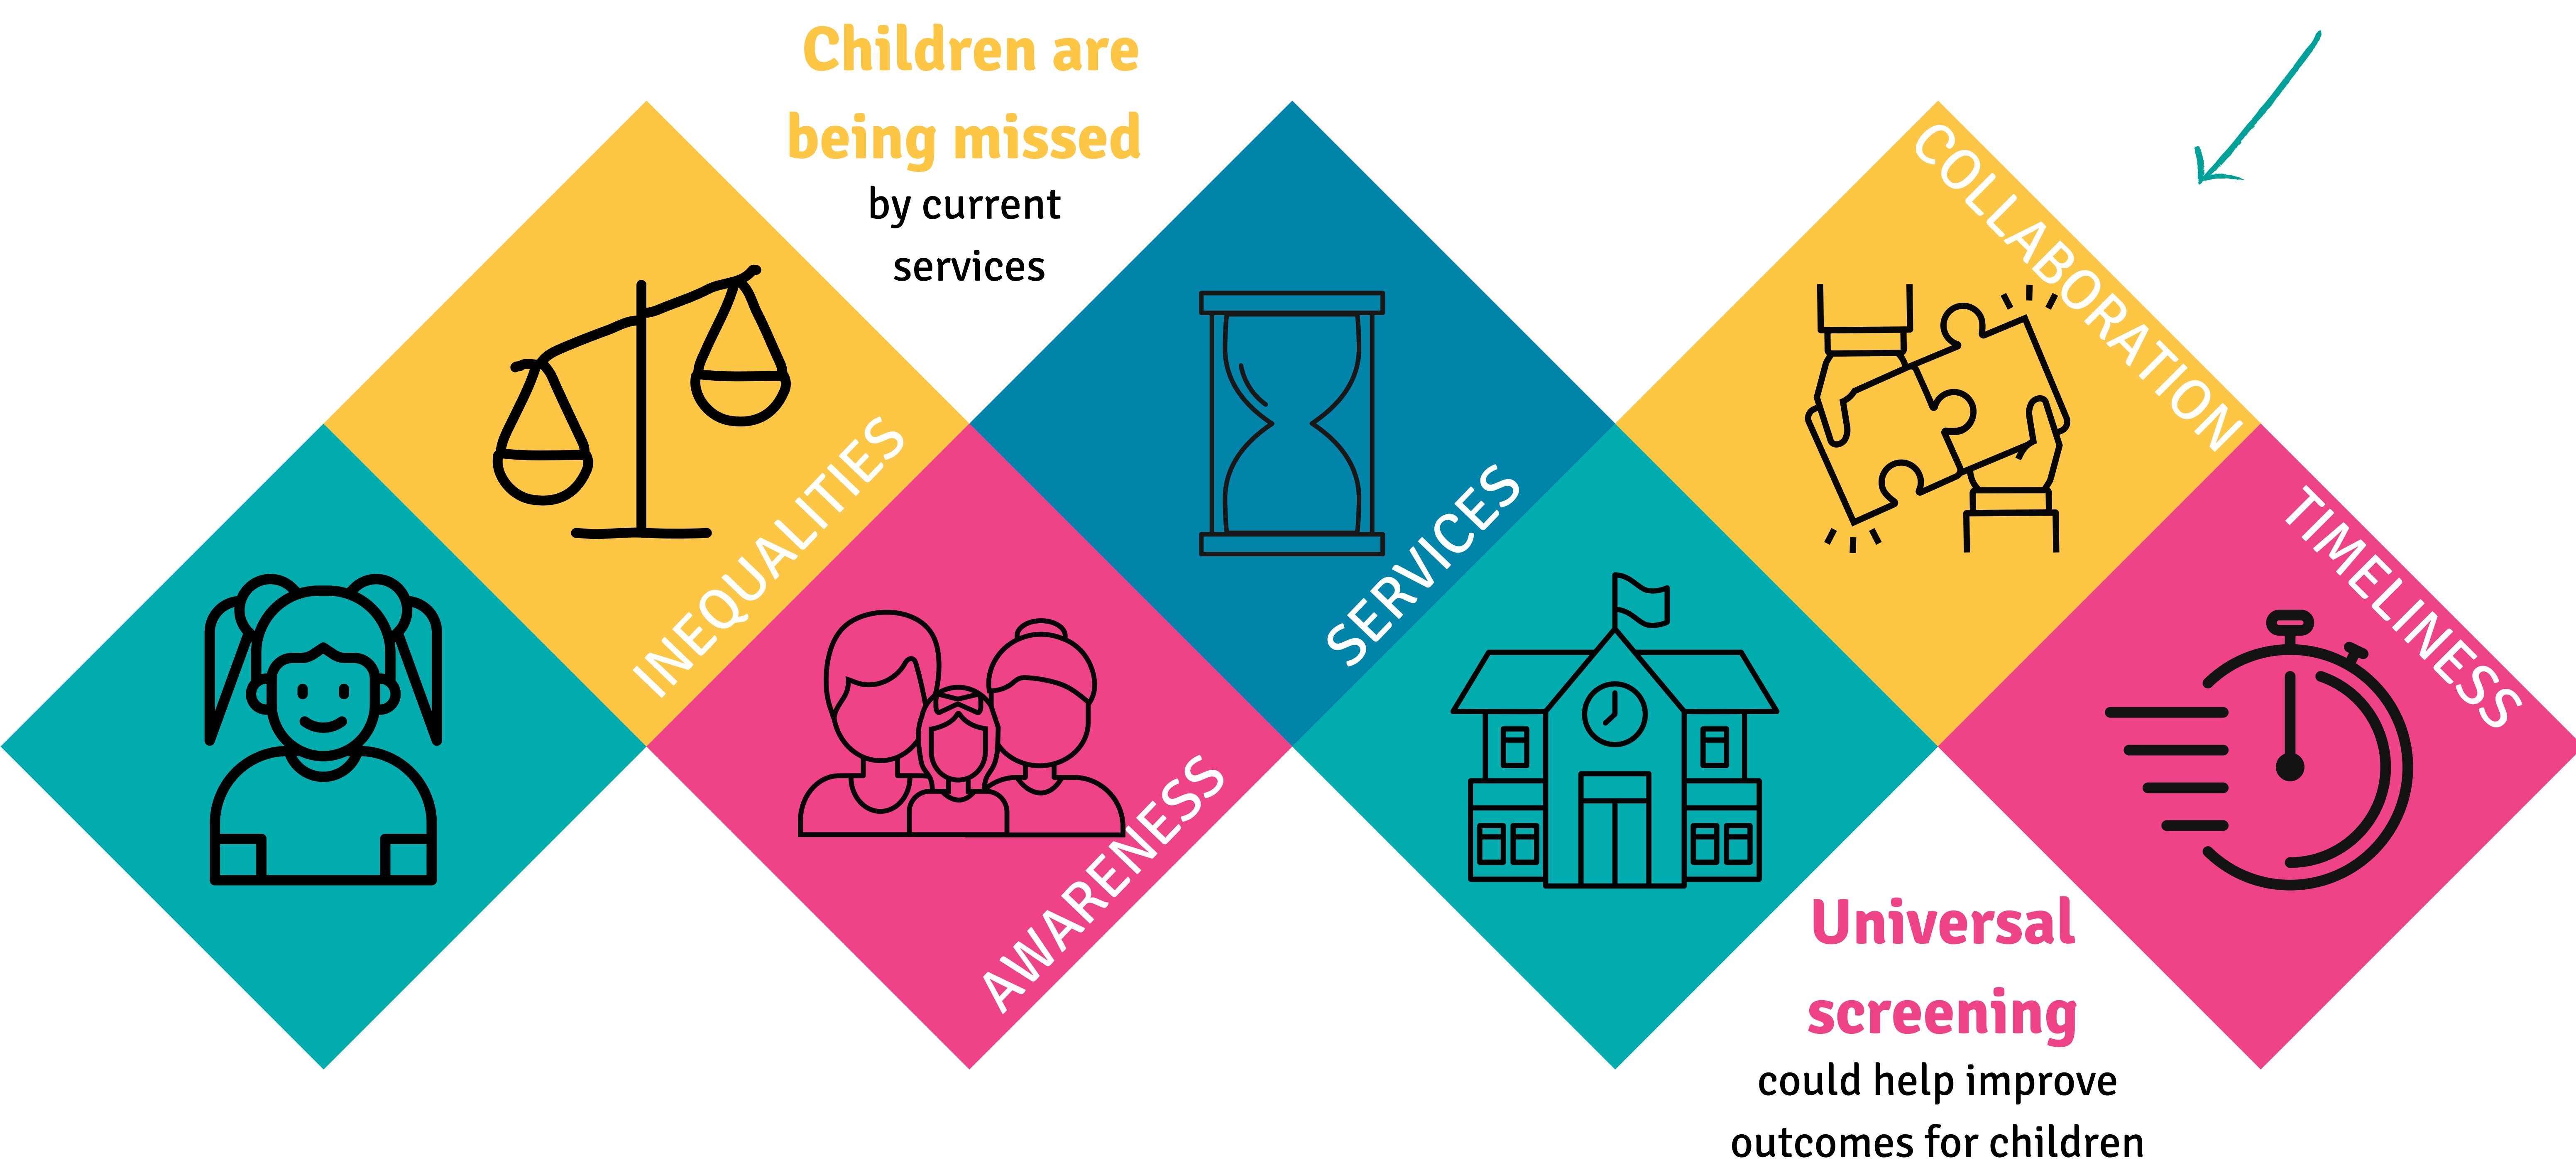 Children are
being missed
by current
services
INEQUALITIES
AWARENESS
SERVICES
COLLABORATION
TIMELINESS
Universal
screening
could help improve
outcomes for children